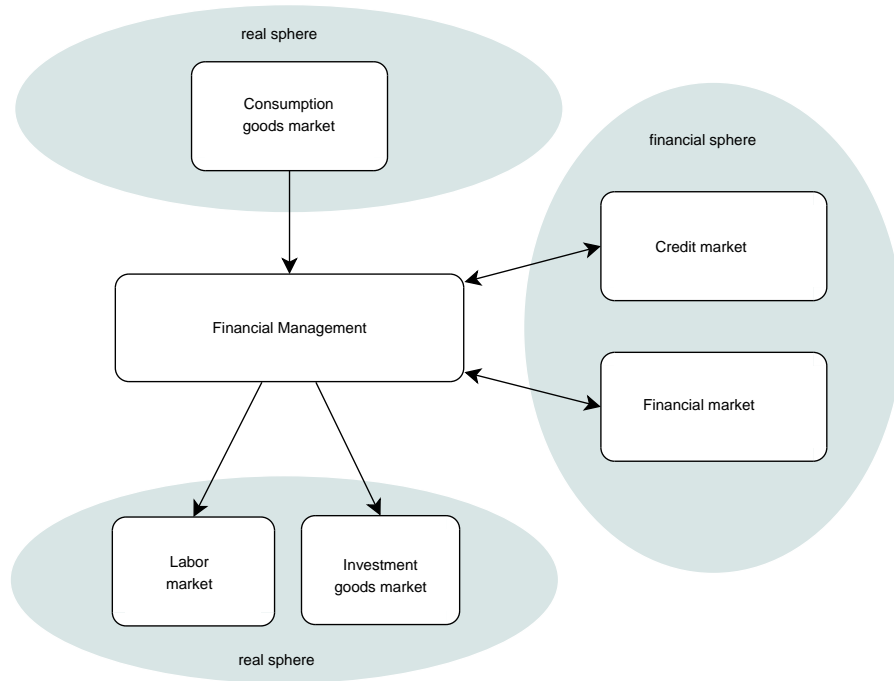 real sphere
Consumption
goods market
financial sphere
Credit market
Financial Management
Financial market
Labor
market
Investment
goods market
real sphere